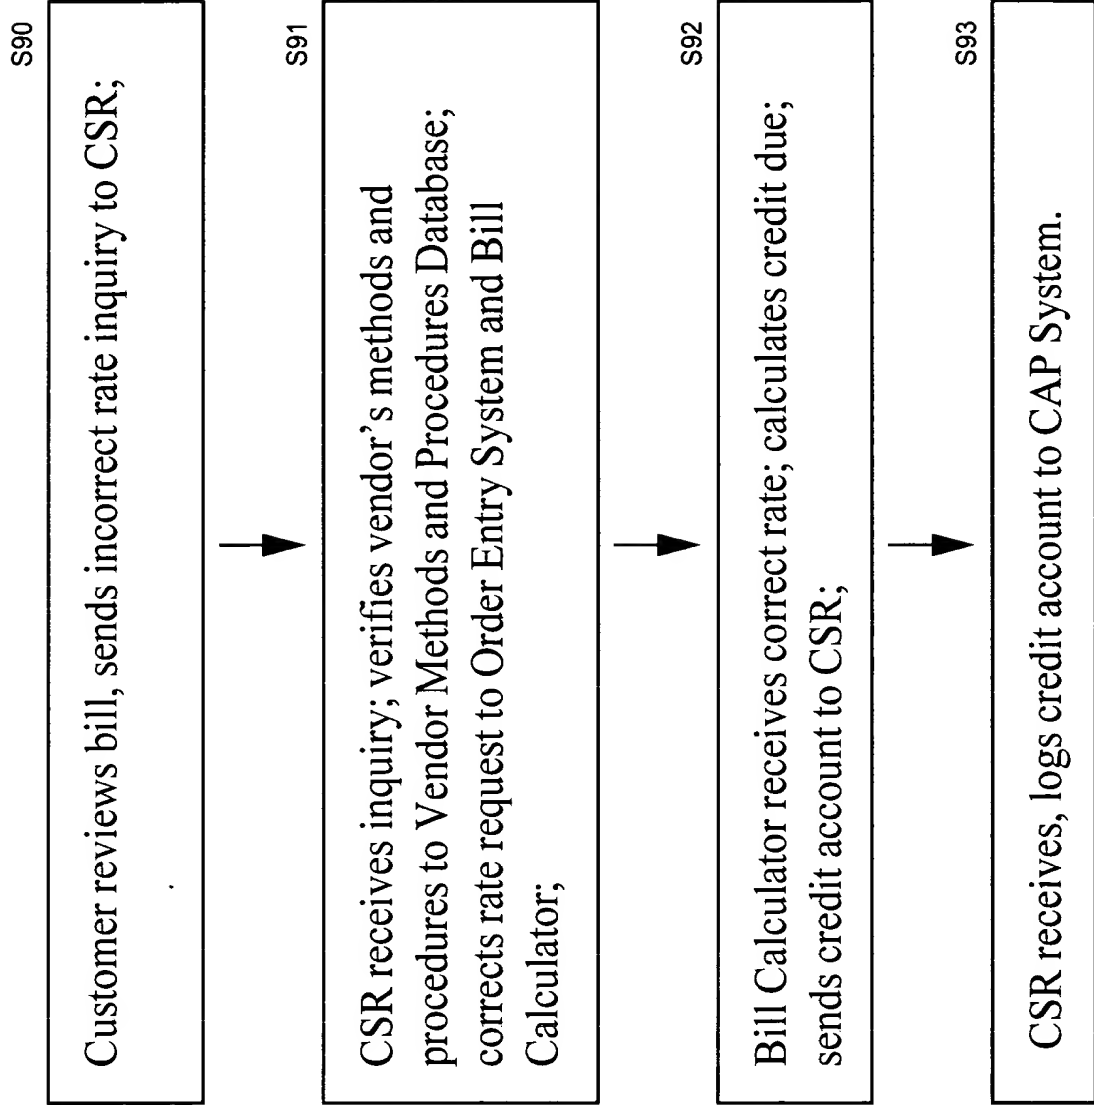 S90
Customer reviews bill, sends incorrect rate inquiry to CSR;
S91
CSR receives inquiry; verifies vendor's methods and
procedures to Vendor Methods and Procedures Database;
corrects rate request to Order Entry System and Bill
Calculator;
S92
Bill Calculator receives correct rate; calculates credit due;
sends credit account to CSR;
S93
CSR receives, logs credit account to CAP System.